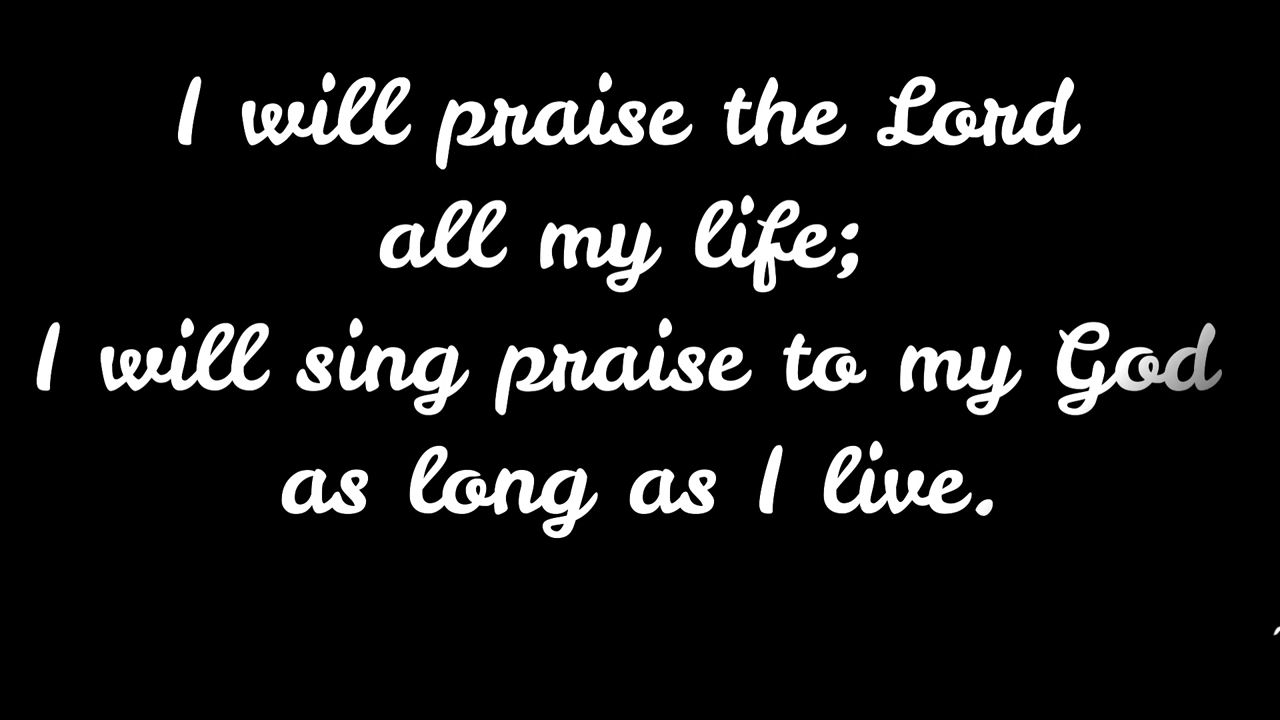 I will praise the Lord
all my life;
I will sing praise to my God
as long as I live.